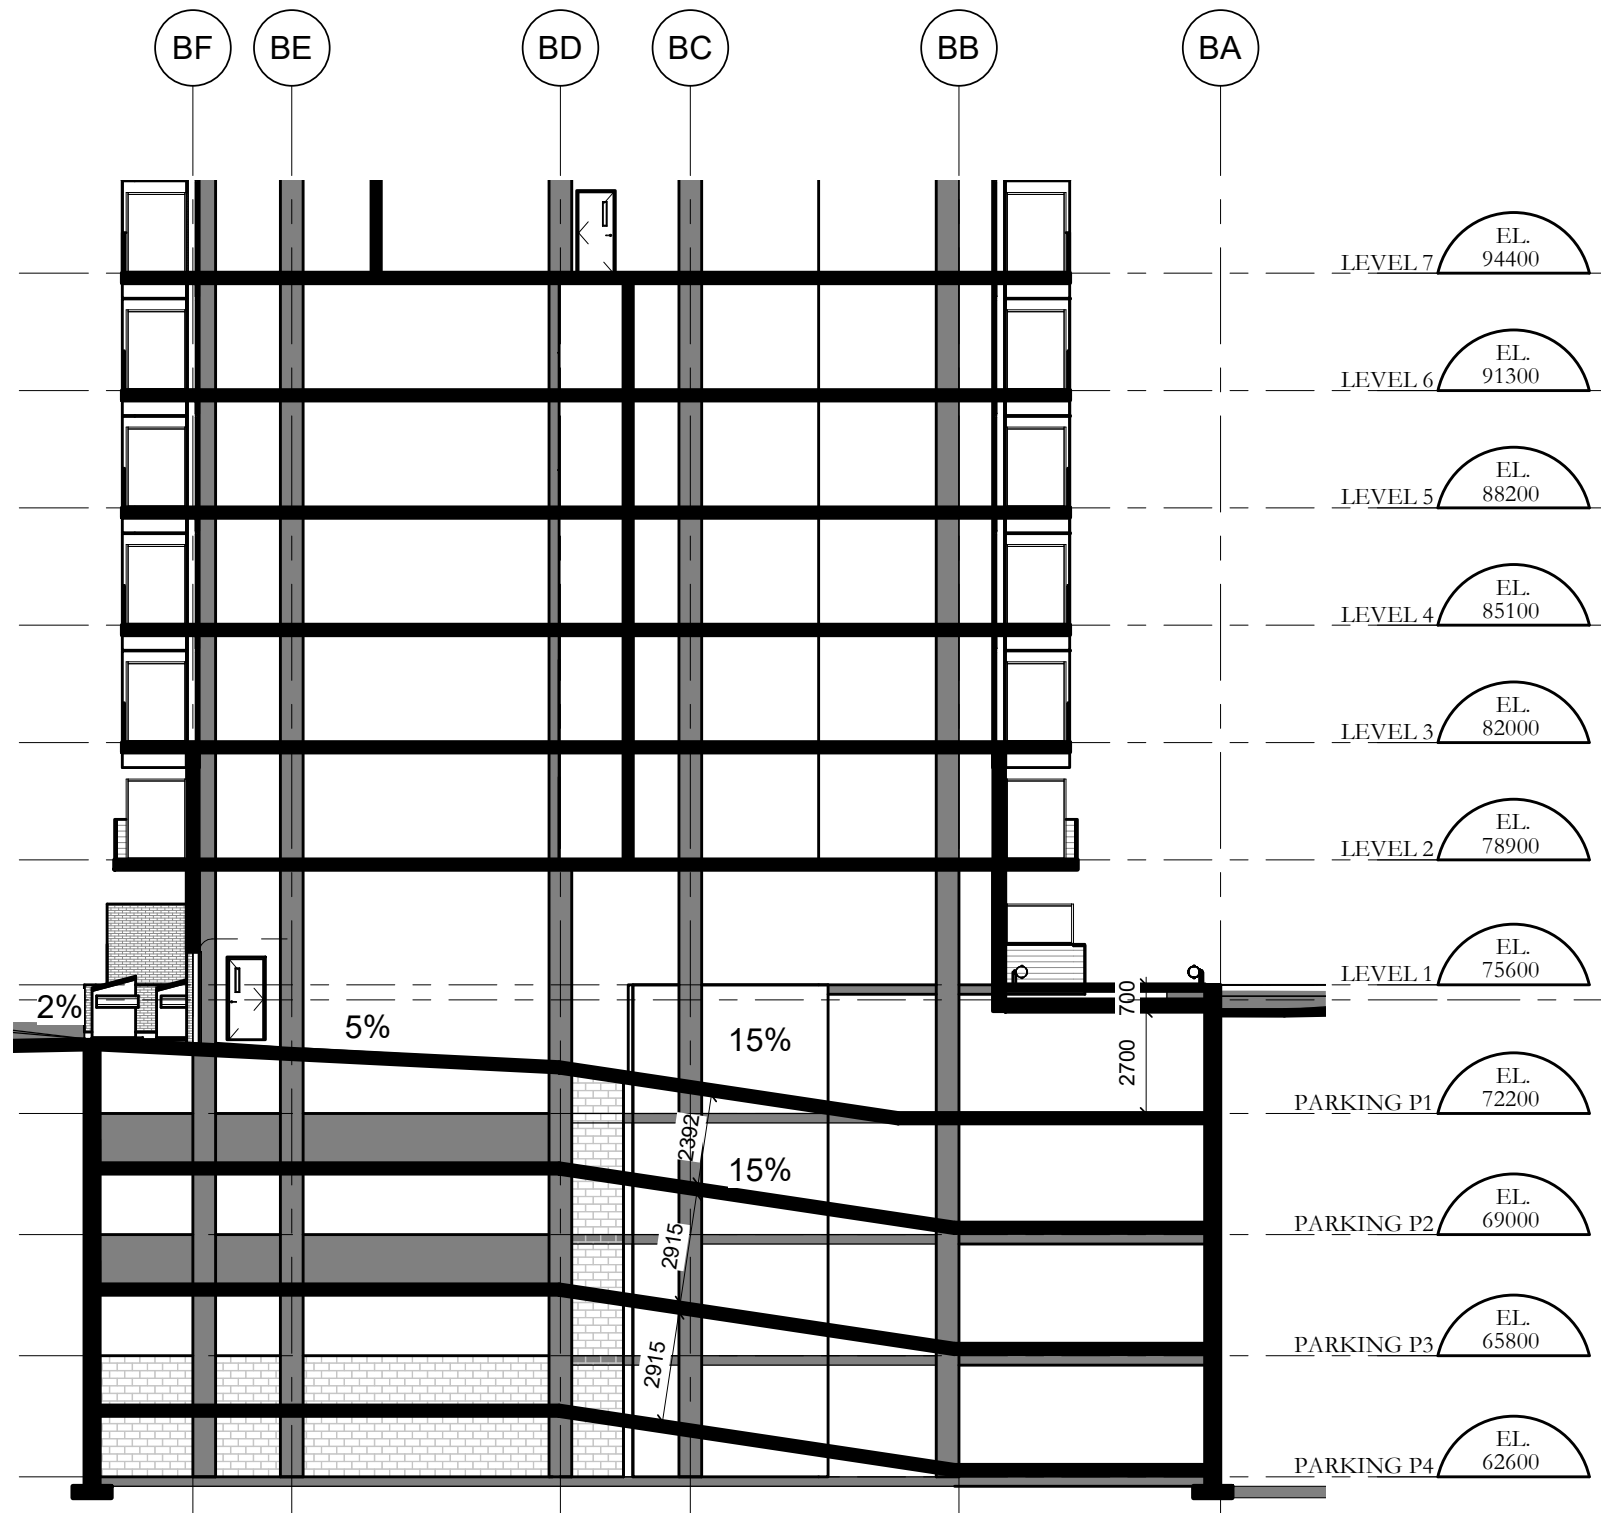 BF BE BD BC BB BA
EL.
94400
LEVEL 7
EL.
91300
LEVEL 6
EL.
88200
LEVEL 5
EL.
85100
LEVEL 4
EL.
82000
LEVEL 3
EL.
78900
LEVEL 2
EL.
75600
LEVEL 1
700
2%
5%
15%
2700
EL.
72200
PARKING P1
2392
15%
EL.
69000
PARKING P2
2915
EL.
65800
PARKING P3
2915
EL.
62600
PARKING P4